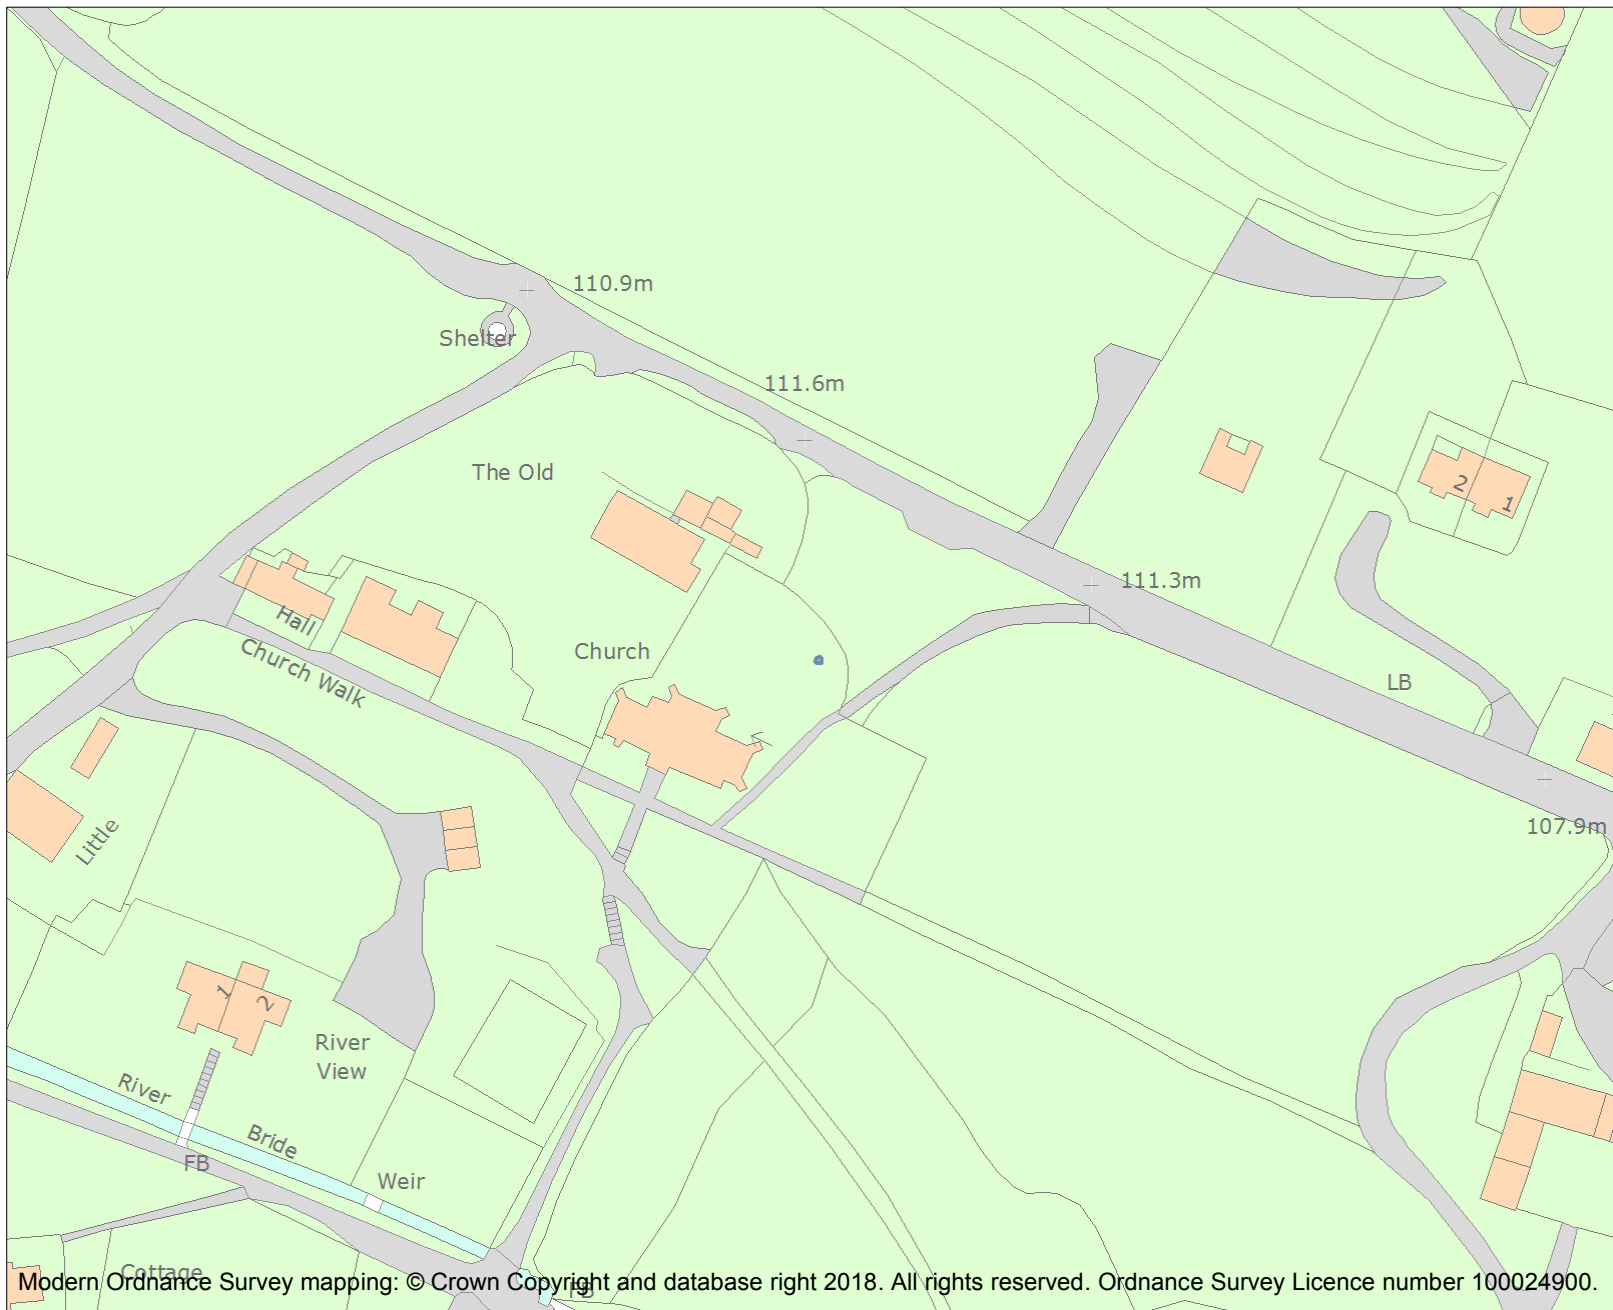 110.9m
Shelter
111.6m
The Old
2
1
111.3m
Hall
Church Walk
Church
LB
107.9m
Little
1
2
River
View
River
Bride
FB
Weir
Cottage
FB
Modern Ordnance Survey mapping: © Crown Copyright and database right 2018. All rights reserved. Ordnance Survey Licence number 100024900.